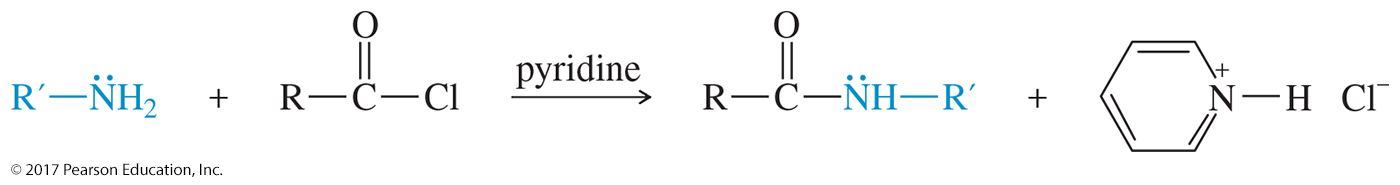 R′—N̈H₂ + R—C(=O)—Cl pyridine⟶ R—C(=O)—N̈H—R′ + N⁺—H Cl⁻
© 2017 Pearson Education, Inc.